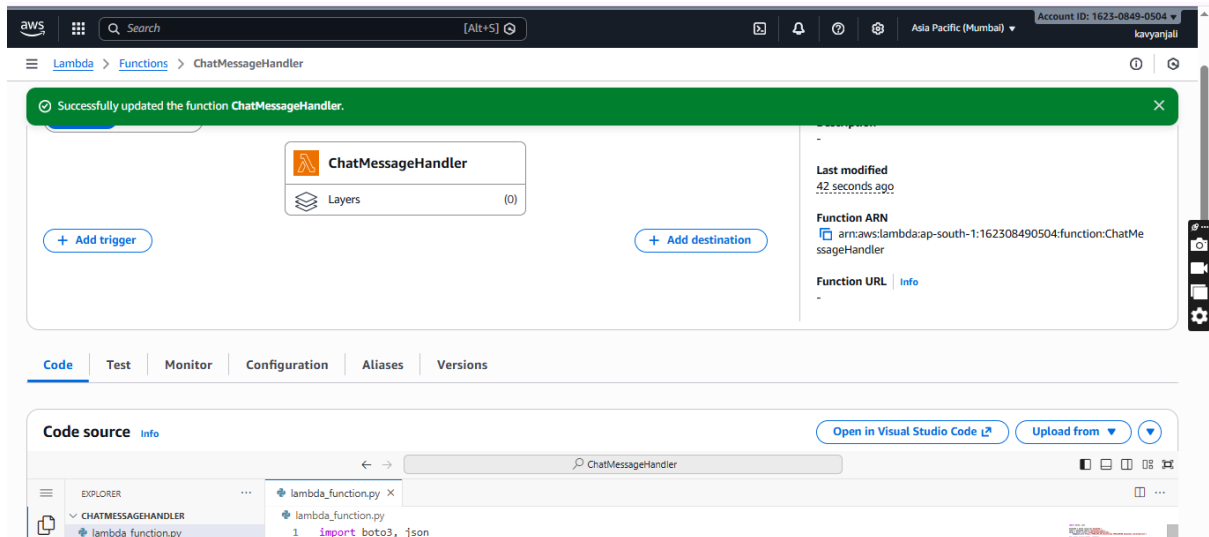 aws
Search
[Alt+S]
Asia Pacific (Mumbai)
Account ID: 1623-0849-0504
kavyanjali
Lambda > Functions > ChatMessageHandler
Successfully updated the function ChatMessageHandler.
Description
-
ChatMessageHandler
Layers (0)
Last modified
42 seconds ago
+ Add trigger
+ Add destination
Function ARN
arn:aws:lambda:ap-south-1:162308490504:function:ChatMe
ssageHandler
Function URL Info
-
Code Test Monitor Configuration Aliases Versions
Code source Info
Open in Visual Studio Code
Upload from
ChatMessageHandler
EXPLORER
lambda_function.py
CHATMESSAGEHANDLER
lambda_function.py
lambda_function.py
1 import boto3, json